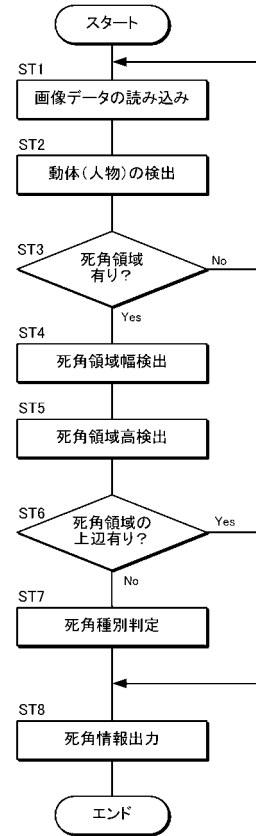 スタート
ST1
画像データの読み込み
ST2
動体(人物)の検出
ST3
死角領域
有り?
No
Yes
ST4
死角領域幅検出
ST5
死角領域高検出
ST6
死角領域の
上辺有り?
Yes
No
ST7
死角種別判定
ST8
死角情報出力
エンド